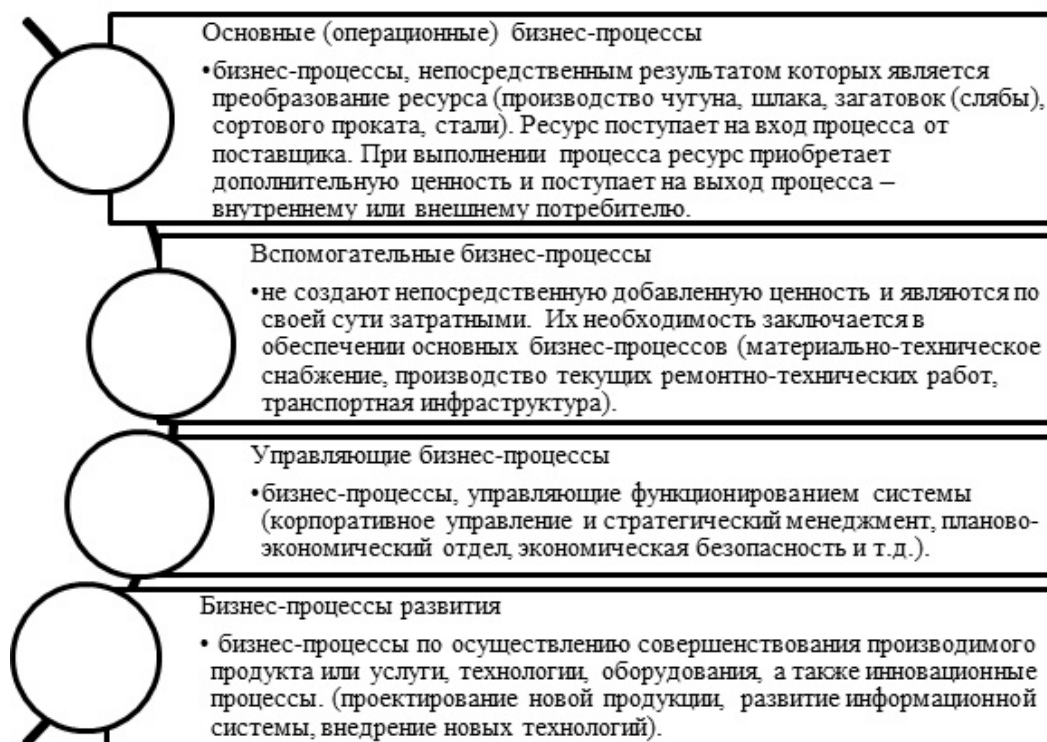 Основные (операционные) бизнес-процессы
•бизнес-процессы, непосредственным результатом которых является
преобразование ресурса (производство чугуна, шлака, загатовок (слябы),
сортового проката, стали). Ресурс поступает на вход процесса от
поставщика. При выполнении процесса ресурс приобретает
дополнительную ценность и поступает на выход процесса –
внутреннему или внешнему потребителю.
Вспомогательные бизнес-процессы
•не создают непосредственную добавленную ценность и являются по
своей сути затратными. Их необходимость заключается в
обеспечении основных бизнес-процессов (материально-техническое
снабжение, производство текущих ремонтно-технических работ,
транспортная инфраструктура).
Управляющие бизнес-процессы
•бизнес-процессы, управляющие функционированием системы
(корпоративное управление и стратегический менеджмент, планово-
экономический отдел, экономическая безопасность и т.д.).
Бизнес-процессы развития
• бизнес-процессы по осуществлению совершенствования производимого
продукта или услуги, технологии, оборудования, а также инновационные
процессы. (проектирование новой продукции, развитие информационной
системы, внедрение новых технологий).